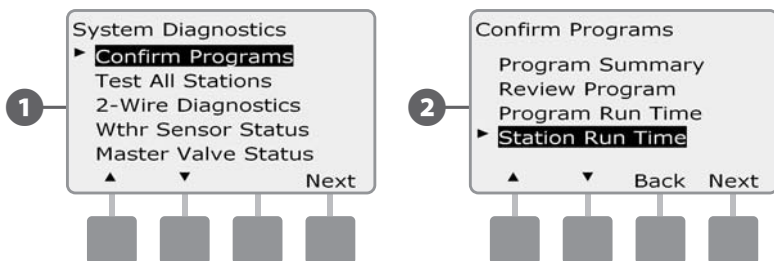 1
System Diagnostics
► Confirm Programs
Test All Stations
2-Wire Diagnostics
Wthr Sensor Status
Master Valve Status
▲ ▼ Next
2
Confirm Programs
Program Summary
Review Program
Program Run Time
► Station Run Time
▲ ▼ Back Next